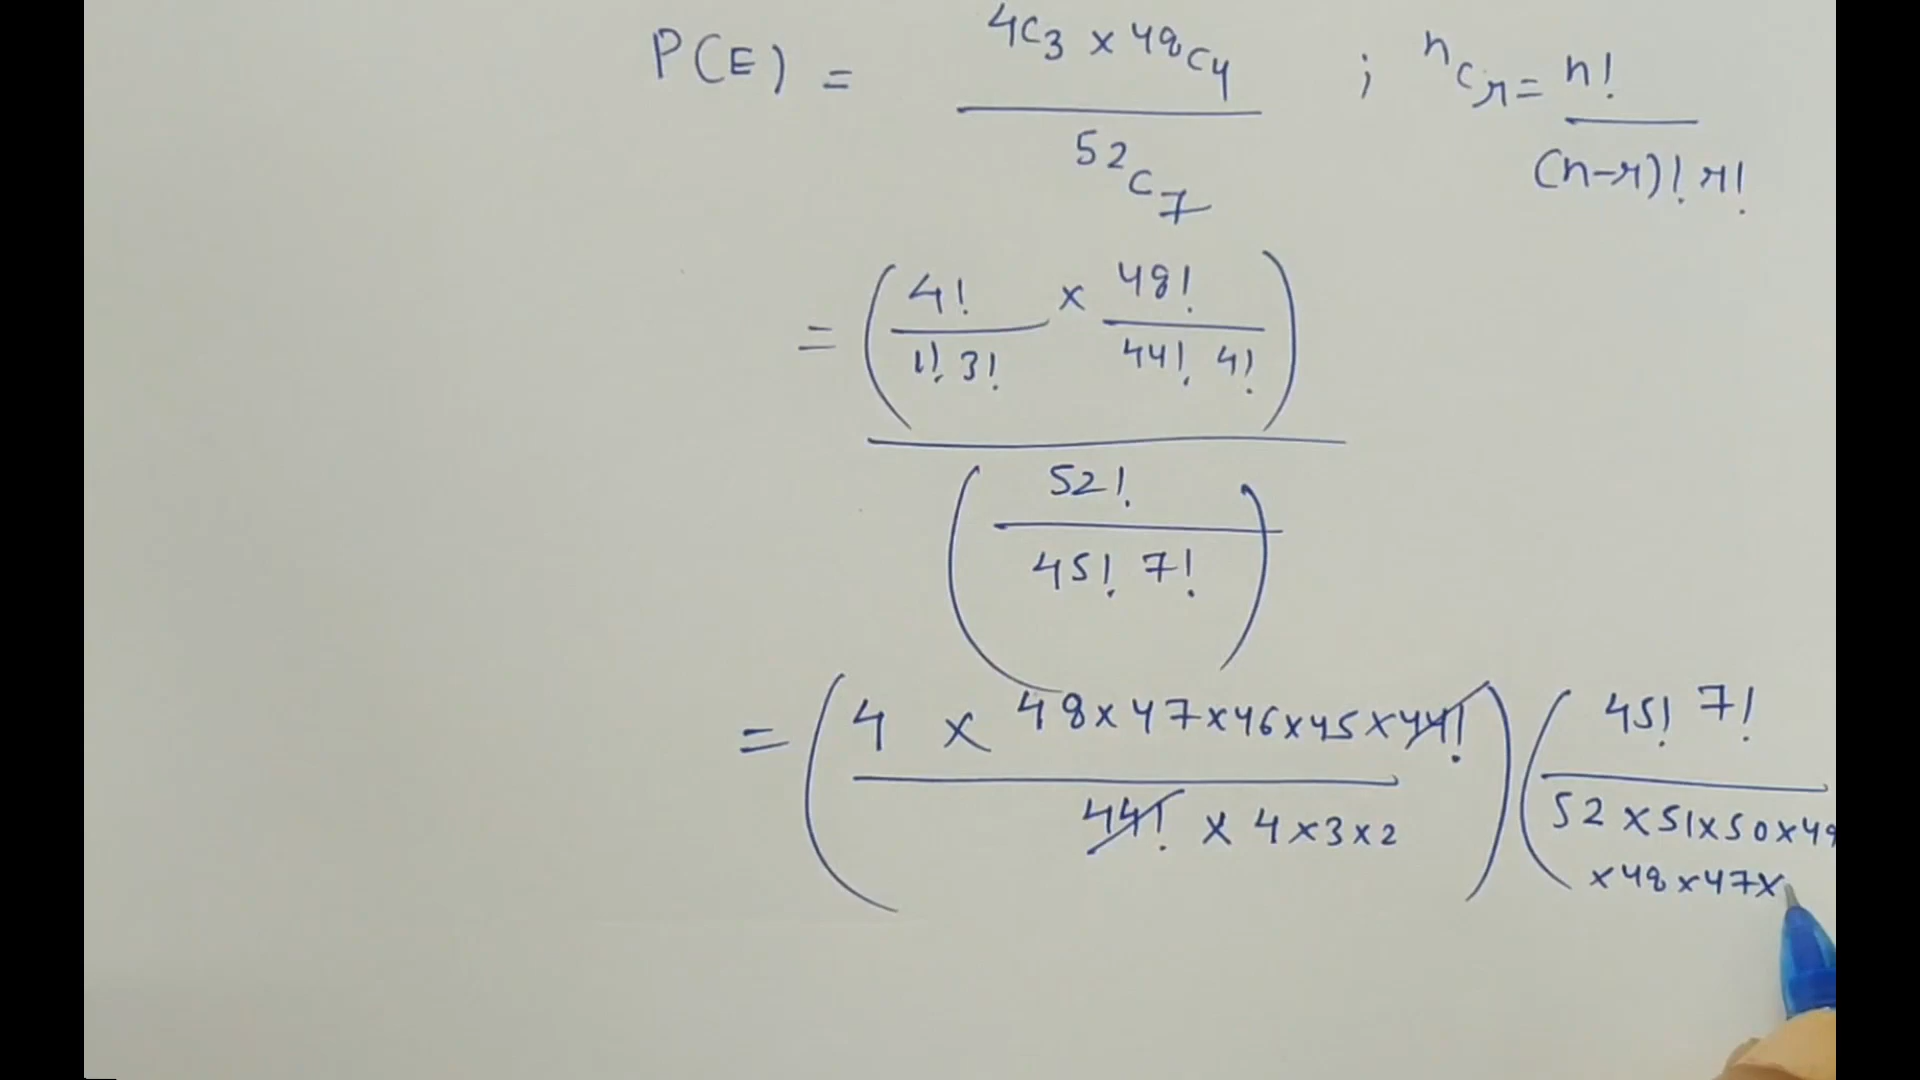 P(E) = 4C3 × 48C4 ; nCr = n!
52C7 (n-r)! r!
= ( 4! × 48! )
1! 3! 44! 4!
( 52! )
45! 7!
= ( 4 × 48×47×46×45×44! ) ( 45! 7!
44! × 4×3×2 52×51×50×49
×48×47×